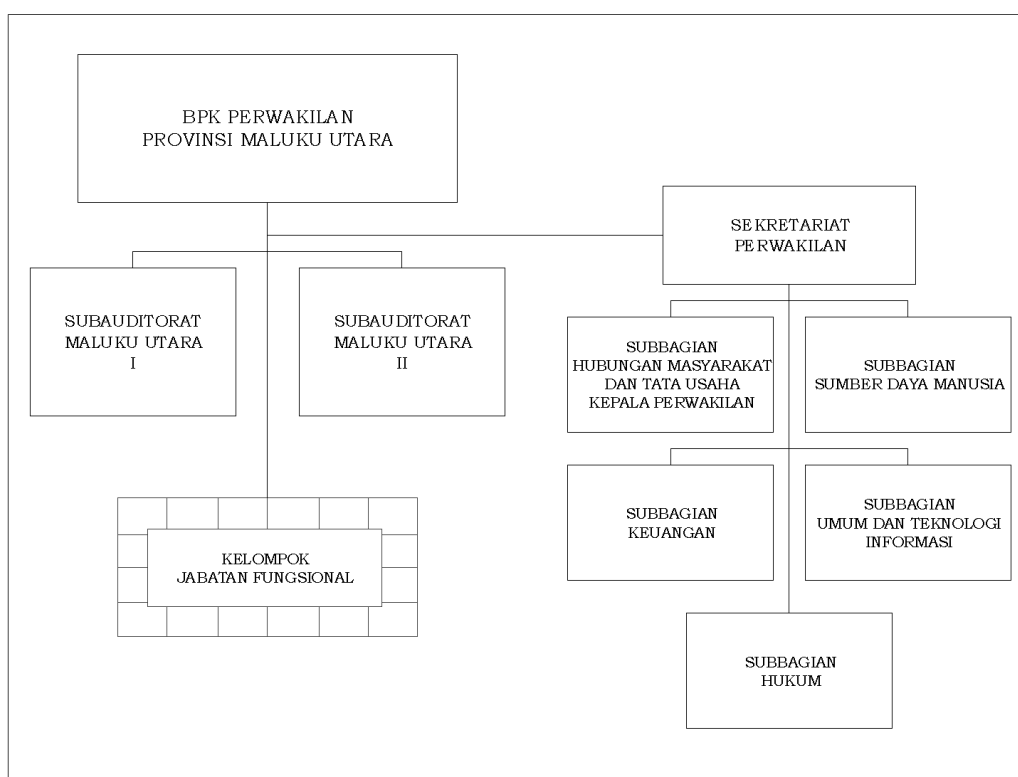 BPK PERWAKILAN
PROVINSI MALUKU UTARA
SEKRETARIAT
PERWAKILAN
SUBAUDITORAT
MALUKU UTARA
I
SUBAUDITORAT
MALUKU UTARA
II
SUBBAGIAN
HUBUNGAN MASYARAKAT
DAN TATA USAHA
KEPALA PERWAKILAN
SUBBAGIAN
SUMBER DAYA MANUSIA
SUBBAGIAN
KEUANGAN
SUBBAGIAN
UMUM DAN TEKNOLOGI
INFORMASI
KELOMPOK
JABATAN FUNGSIONAL
SUBBAGIAN
HUKUM